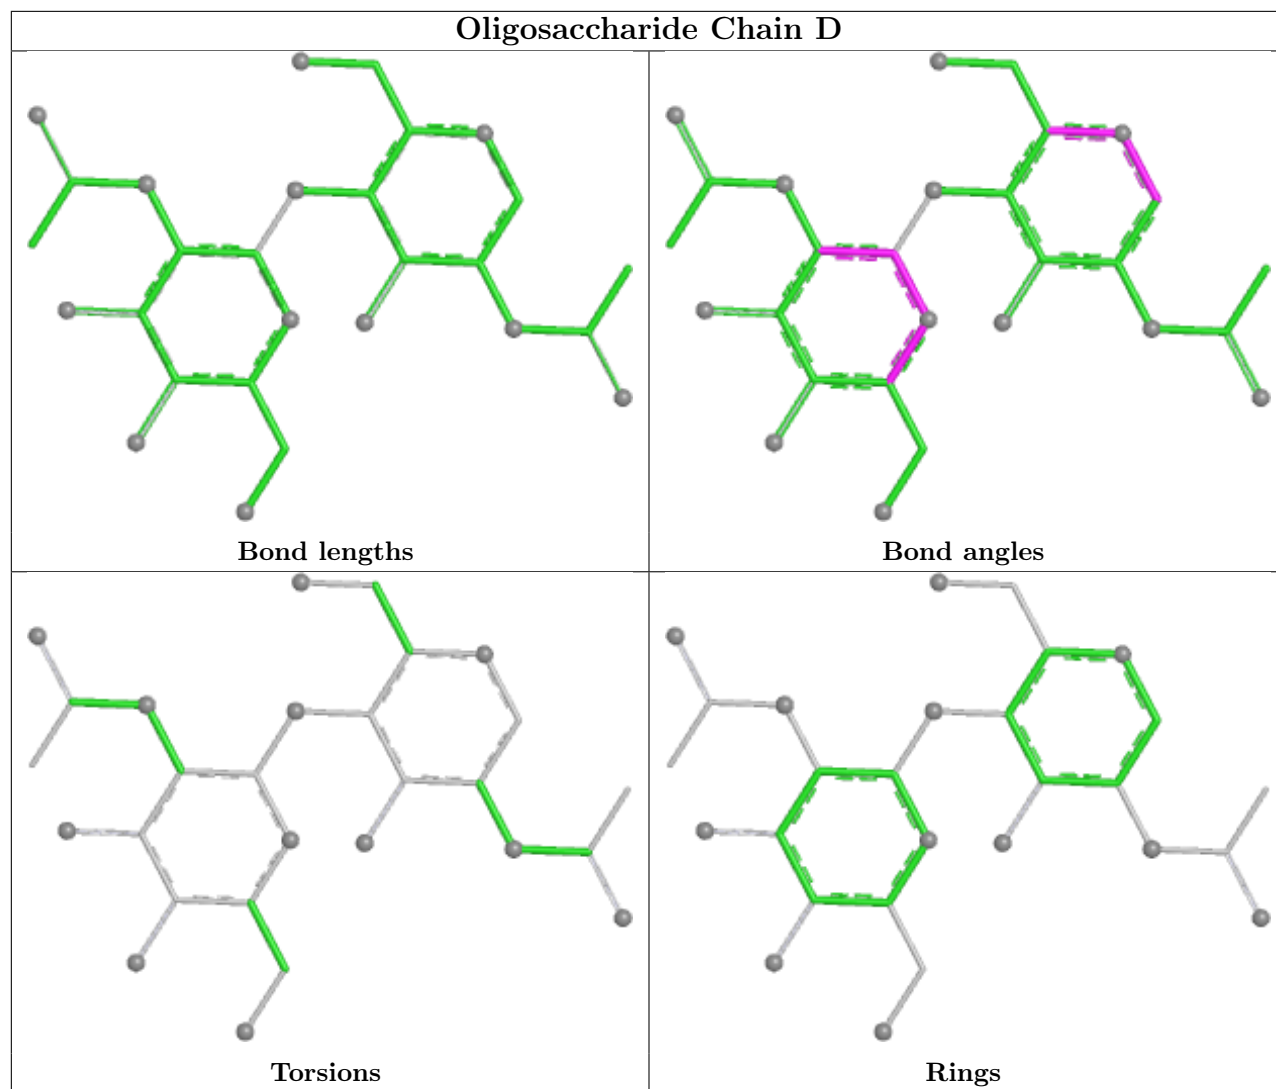 Oligosaccharide Chain D
Bond lengths
Bond angles
Torsions
Rings